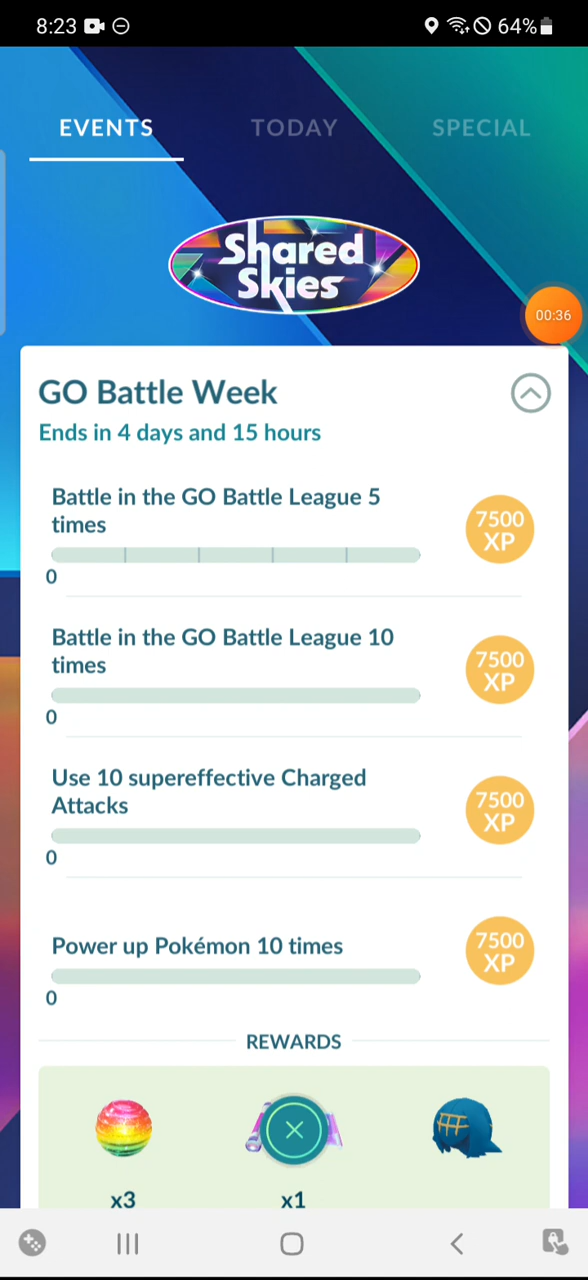 8:23 64%
EVENTS TODAY SPECIAL
Shared
Skies
00:36
GO Battle Week
Ends in 4 days and 15 hours
Battle in the GO Battle League 5
times
7500
XP
0
Battle in the GO Battle League 10
times
7500
XP
0
Use 10 supereffective Charged
Attacks
7500
XP
0
Power up Pokémon 10 times
7500
XP
0
REWARDS
x3 x1